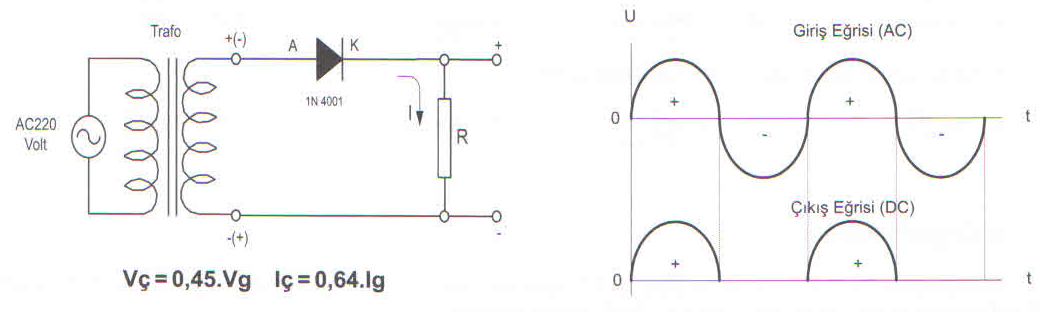 Trafo
+(-)
A
K
+
1N 4001
I
R
AC220
Volt
-(+)
-
Vç = 0,45.Vg Iç = 0,64.Ig
U
Giriş Eğrisi (AC)
+
+
0
t
-
-
Çıkış Eğrisi (DC)
+
+
0
t